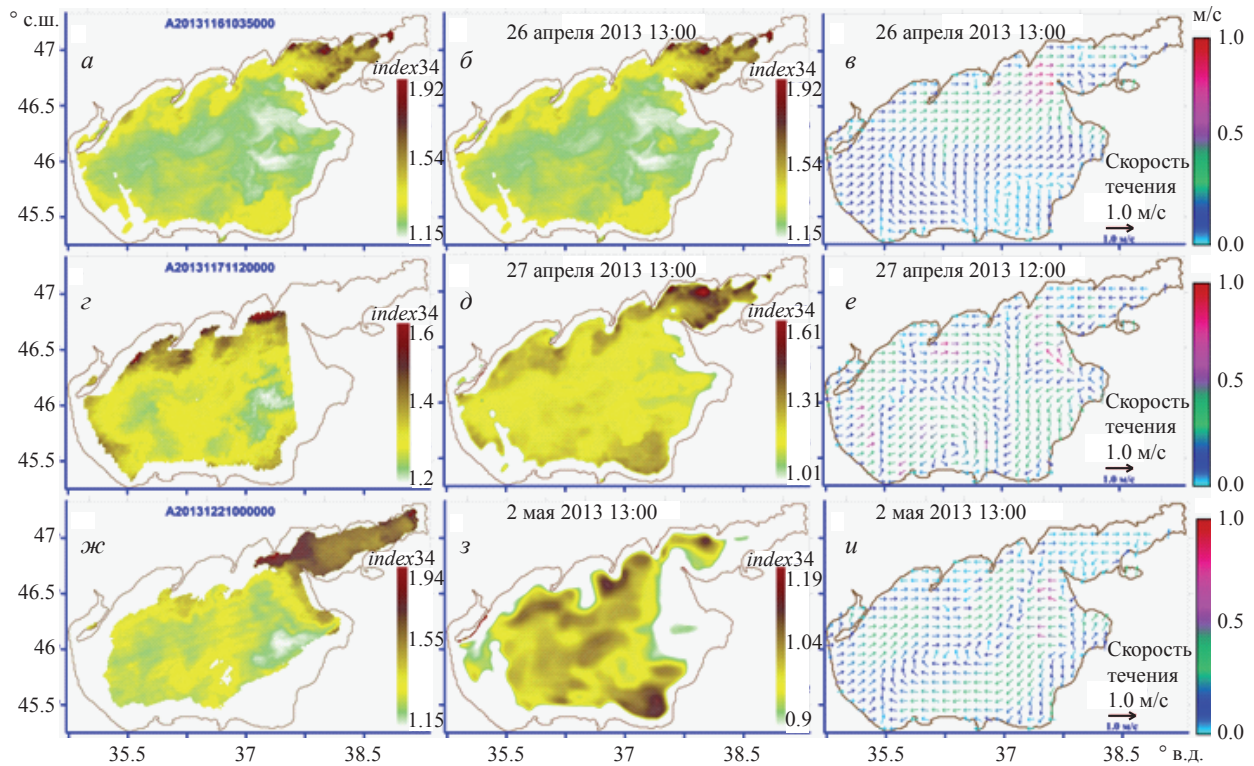 ° с.ш.
A20131161035000
26 апреля 2013 13:00
26 апреля 2013 13:00
м/с
47
46.5
46
45.5
а
index34
1.92
1.54
1.15
б
index34
1.92
1.54
1.15
в
Скорость
течения
1.0 м/с
1.0 м/с
1.0
0.5
0.0
A20131171120000
27 апреля 2013 13:00
27 апреля 2013 12:00
47
46.5
46
45.5
г
index34
1.6
1.4
1.2
д
index34
1.61
1.31
1.01
е
Скорость
течения
1.0 м/с
1.0 м/с
1.0
0.5
0.0
A20131221000000
2 мая 2013 13:00
2 мая 2013 13:00
47
46.5
46
45.5
ж
index34
1.94
1.55
1.15
з
index34
1.19
1.04
0.9
и
Скорость
течения
1.0 м/с
1.0 м/с
1.0
0.5
0.0
35.5 37 38.5 35.5 37 38.5 35.5 37 38.5 ° в.д.